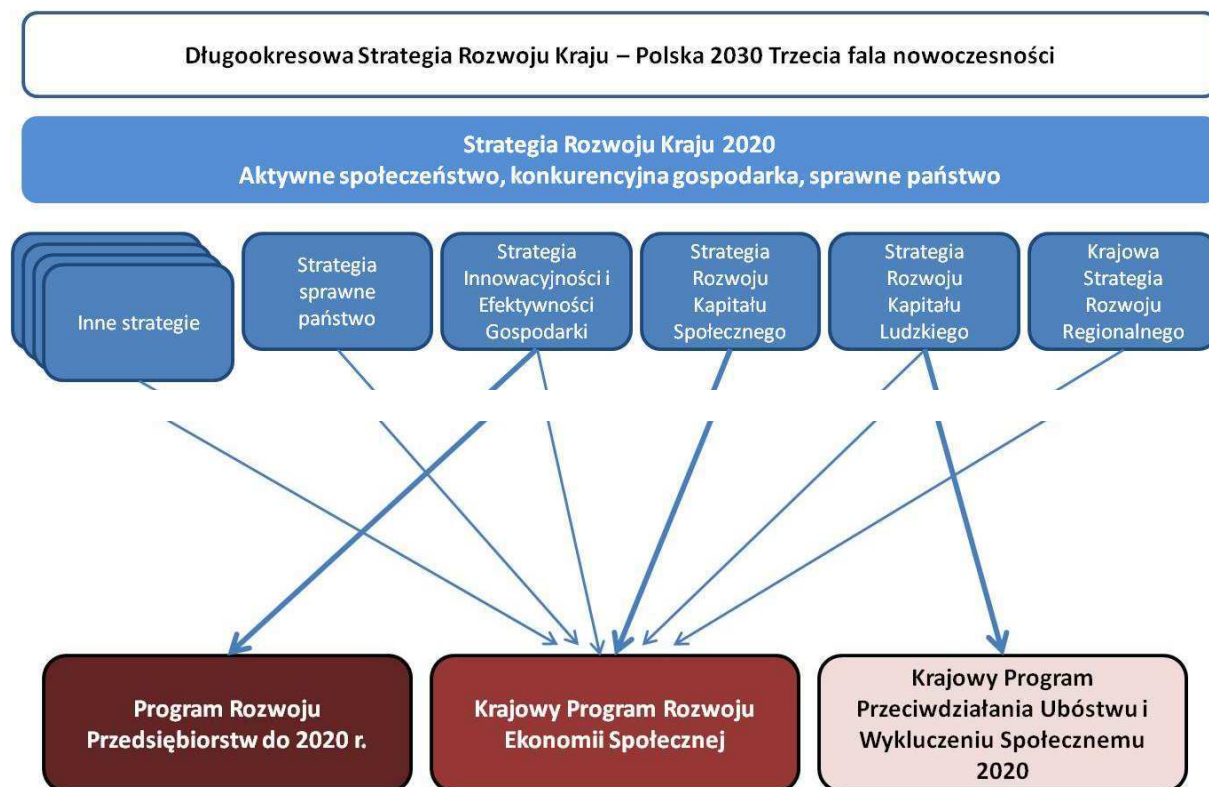 Długookresowa Strategia Rozwoju Kraju – Polska 2030 Trzecia fala nowoczesności
Strategia Rozwoju Kraju 2020
Aktywne społeczeństwo, konkurencyjna gospodarka, sprawne państwo
Inne strategie
Strategia
sprawne
państwo
Strategia
Innowacyjności i
Efektywności
Gospodarki
Strategia
Rozwoju
Kapitału
Społecznego
Strategia
Rozwoju
Kapitału
Ludzkiego
Krajowa
Strategia
Rozwoju
Regionalnego
Program Rozwoju
Przedsiębiorstw do 2020 r.
Krajowy Program Rozwoju
Ekonomii Społecznej
Krajowy Program
Przeciwdziałania Ubóstwu i
Wykluczeniu Społecznemu
2020